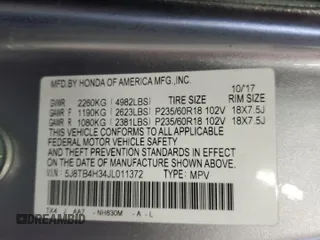 MFD.BY HONDA OF AMERICA MFG.,INC. 10/17
GVWR 2260KG (4982LBS) TIRE SIZE RIM SIZE
GAWR F 1190KG (2623LBS) P235/60R18 102V 18X7.5J
GAWR R 1080KG (2381LBS) P235/60R18 102V 18X7.5J
THIS VEHICLE CONFORMS TO ALL APPLICABLE
FEDERAL MOTOR VEHICLE SAFETY AND
THEFT PREVENTION STANDARDS IN EFFECT ON
THE DATE OF MANUFACTURE SHOWN ABOVE.
V.I.N: 5J8TB4H34JL011372 TYPE: MPV
TX4 / AA7 - NH830M - A - L
DREAMBID